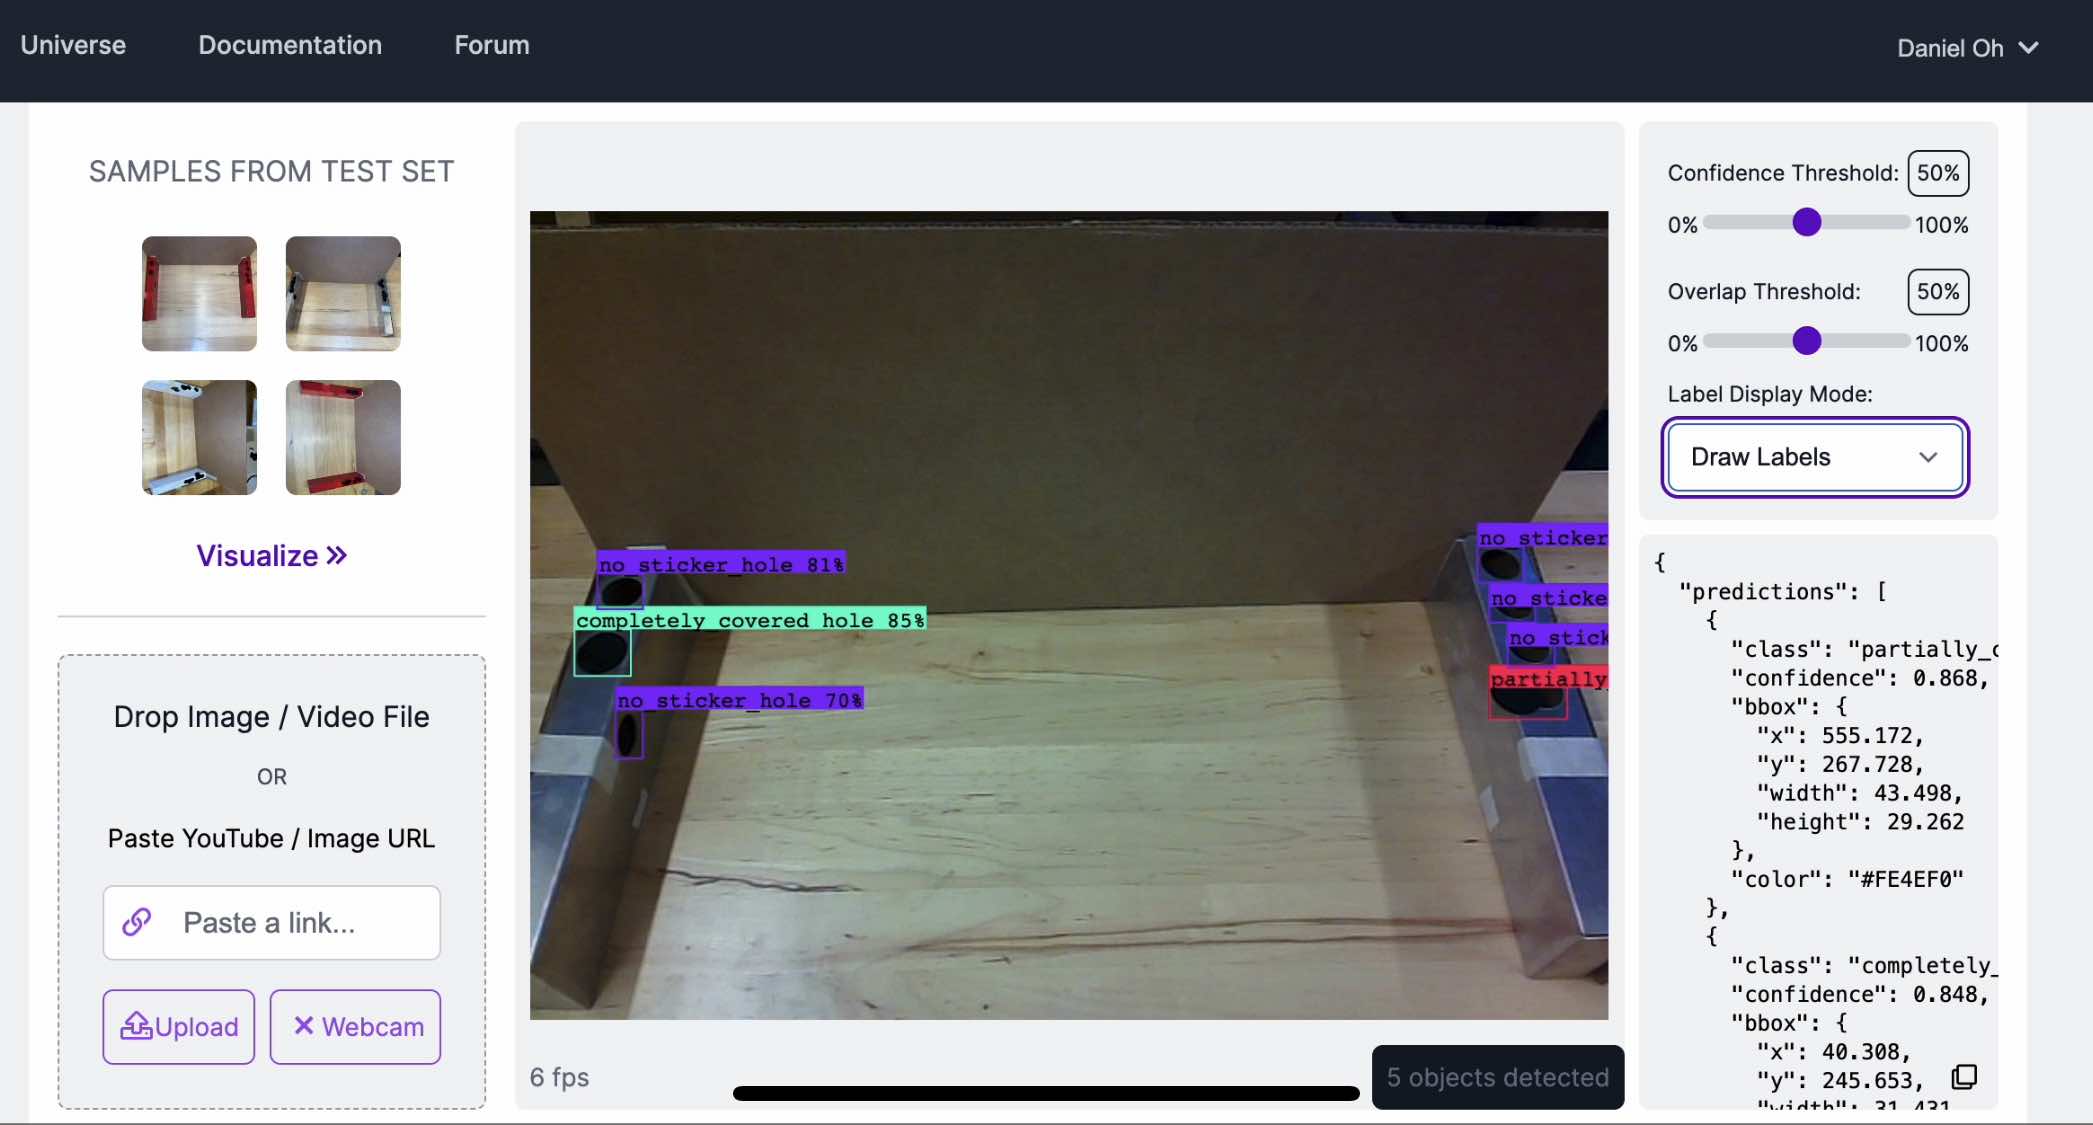 Universe
Documentation
Forum
Daniel Oh
SAMPLES FROM TEST SET
Visualize
Drop Image / Video File
OR
Paste YouTube / Image URL
Paste a link...
Upload
Webcam
no_sticker_hole 81%
completely_covered_hole 85%
no_sticker_hole 70%
no_sticker
no_sticke
no_stick
partially
6 fps
5 objects detected
Confidence Threshold: 50%
0% 100%
Overlap Threshold: 50%
0% 100%
Label Display Mode:
Draw Labels
{
"predictions": [
{
"class": "partially_c
"confidence": 0.868,
"bbox": {
"x": 555.172,
"y": 267.728,
"width": 43.498,
"height": 29.262
},
"color": "#FE4EF0"
},
{
"class": "completely_
"confidence": 0.848,
"bbox": {
"x": 40.308,
"y": 245.653,
"width": 31.431